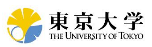 東京大学
THE UNIVERSITY OF TOKYO